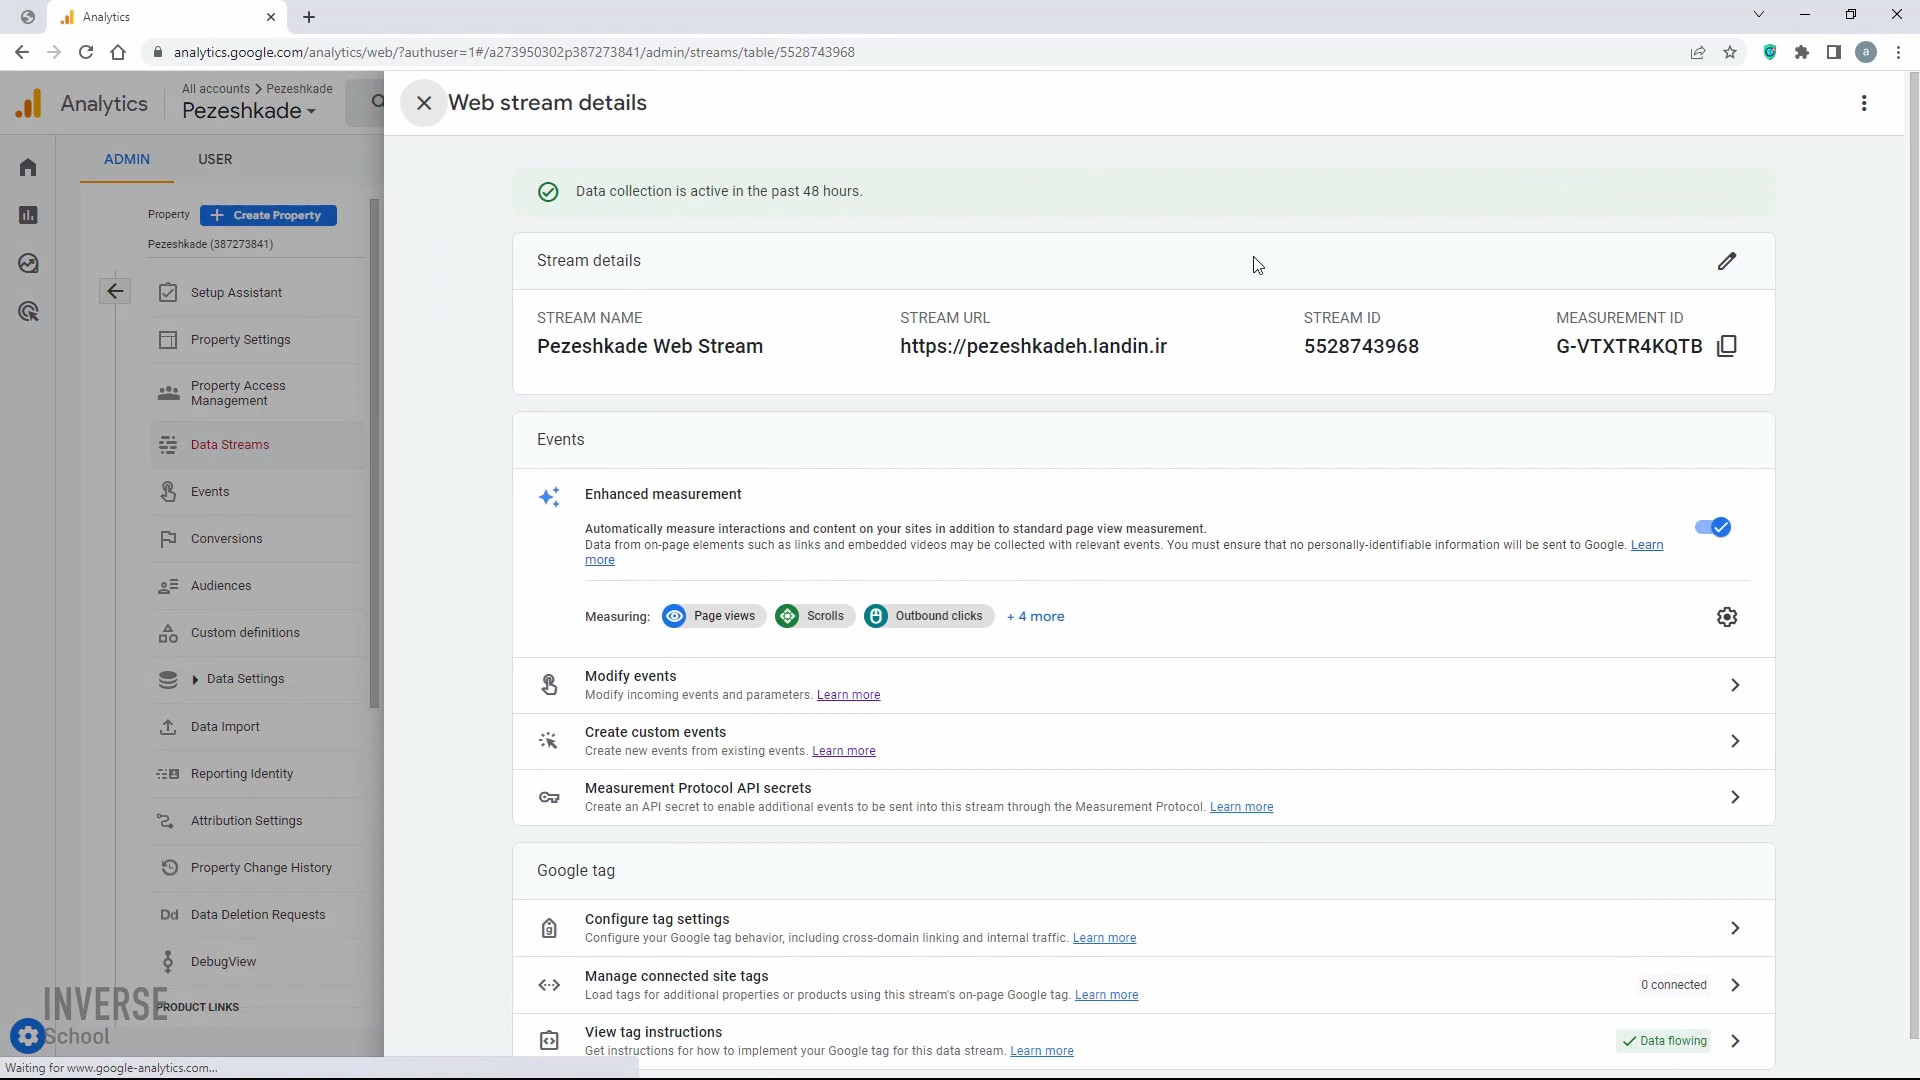 Analytics
analytics.google.com/analytics/web/?authuser=1#/a273950302p387273841/admin/streams/table/5528743968
a
Analytics
All accounts > Pezeshkade
Pezeshkade
Web stream details
ADMIN
USER
Property
+ Create Property
Pezeshkade (387273841)
Setup Assistant
Property Settings
Property Access
Management
Data Streams
Events
Conversions
Audiences
Custom definitions
Data Settings
Data Import
Reporting Identity
Attribution Settings
Property Change History
Dd Data Deletion Requests
DebugView
PRODUCT LINKS
INVERSE
School
Waiting for www.google-analytics.com...
Data collection is active in the past 48 hours.
Stream details
STREAM NAME
Pezeshkade Web Stream
STREAM URL
https://pezeshkadeh.landin.ir
STREAM ID
5528743968
MEASUREMENT ID
G-VTXTR4KQTB
Events
Enhanced measurement
Automatically measure interactions and content on your sites in addition to standard page view measurement.
Data from on-page elements such as links and embedded videos may be collected with relevant events. You must ensure that no personally-identifiable information will be sent to Google. Learn
more
Measuring: Page views Scrolls Outbound clicks + 4 more
Modify events
Modify incoming events and parameters. Learn more
Create custom events
Create new events from existing events. Learn more
Measurement Protocol API secrets
Create an API secret to enable additional events to be sent into this stream through the Measurement Protocol. Learn more
Google tag
Configure tag settings
Configure your Google tag behavior, including cross-domain linking and internal traffic. Learn more
Manage connected site tags
Load tags for additional properties or products using this stream's on-page Google tag. Learn more
0 connected
View tag instructions
Get instructions for how to implement your Google tag for this data stream. Learn more
Data flowing